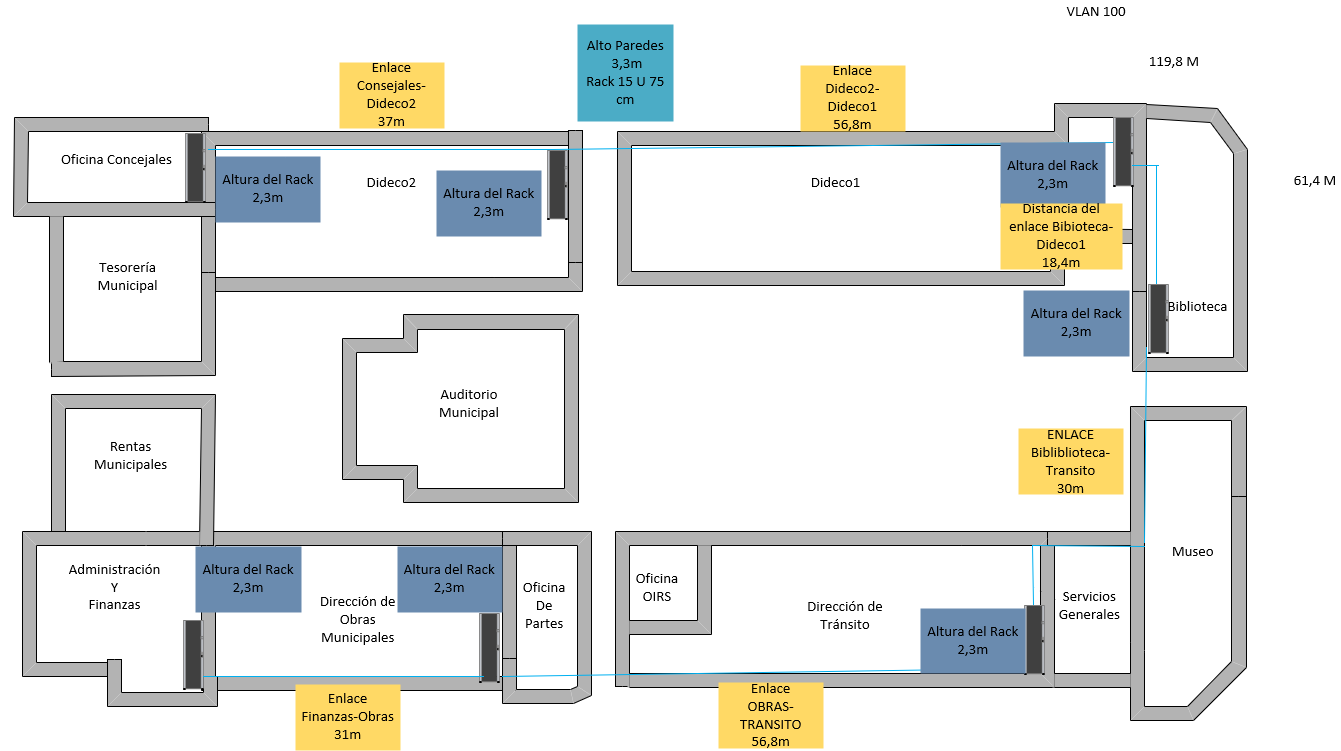 VLAN 100
119,8 M
61,4 M
Enlace
Consejales-
Dideco2
37m
Alto Paredes
3,3m
Rack 15 U 75
cm
Enlace
Dideco2-
Dideco1
56,8m
Oficina Concejales
Altura del Rack
2,3m
Dideco2
Altura del Rack
2,3m
Dideco1
Altura del Rack
2,3m
Distancia del
enlace Bibioteca-
Dideco1
18,4m
Tesorería
Municipal
Altura del Rack
2,3m
Biblioteca
Auditorio
Municipal
Rentas
Municipales
ENLACE
Bibliblioteca-
Transito
30m
Administración
Y
Finanzas
Altura del Rack
2,3m
Altura del Rack
2,3m
Dirección de
Obras
Municipales
Oficina
De
Partes
Oficina
OIRS
Dirección de
Tránsito
Altura del Rack
2,3m
Servicios
Generales
Museo
Enlace
Finanzas-Obras
31m
Enlace
OBRAS-
TRANSITO
56,8m